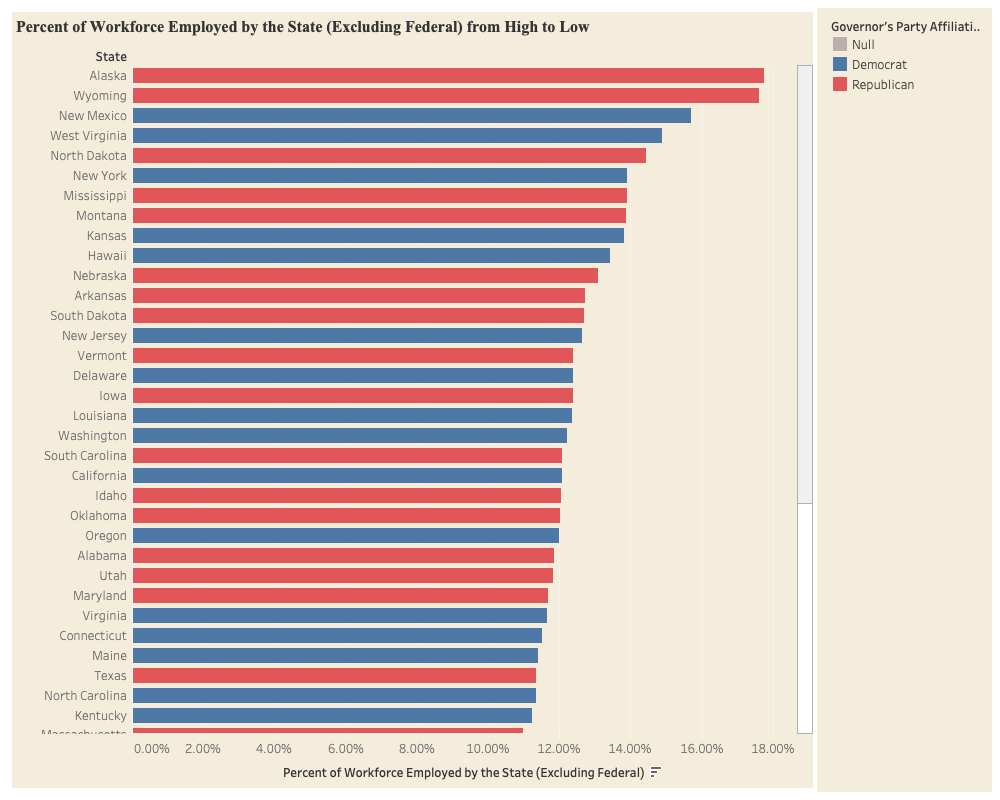 Percent of Workforce Employed by the State (Excluding Federal) from High to Low
State
Alaska
Wyoming
New Mexico
West Virginia
North Dakota
New York
Mississippi
Montana
Kansas
Hawaii
Nebraska
Arkansas
South Dakota
New Jersey
Vermont
Delaware
Iowa
Louisiana
Washington
South Carolina
California
Idaho
Oklahoma
Oregon
Alabama
Utah
Maryland
Virginia
Connecticut
Maine
Texas
North Carolina
Kentucky
Massachusetts
0.00% 2.00% 4.00% 6.00% 8.00% 10.00% 12.00% 14.00% 16.00% 18.00%
Percent of Workforce Employed by the State (Excluding Federal)
Governor's Party Affiliati..
Null
Democrat
Republican